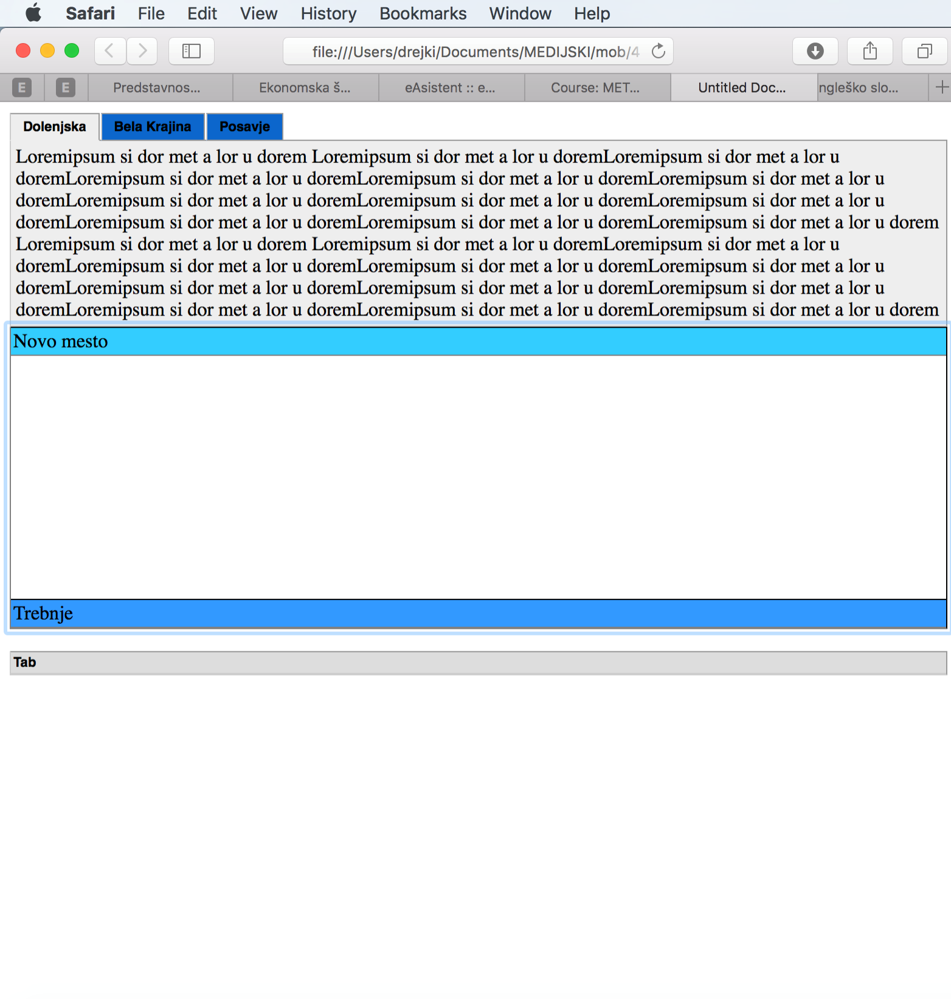 Safari File Edit View History Bookmarks Window Help
file:///Users/drejki/Documents/MEDIJSKI/mob/4
E E Predstavnos... Ekonomska š... eAsistent :: e... Course: MET... Untitled Doc... ngleško slo...
Dolenjska Bela Krajina Posavje
Loremipsum si dor met a lor u dorem Loremipsum si dor met a lor u doremLoremipsum si dor met a lor u
doremLoremipsum si dor met a lor u doremLoremipsum si dor met a lor u doremLoremipsum si dor met a lor u
doremLoremipsum si dor met a lor u doremLoremipsum si dor met a lor u doremLoremipsum si dor met a lor u
doremLoremipsum si dor met a lor u doremLoremipsum si dor met a lor u doremLoremipsum si dor met a lor u dorem
Loremipsum si dor met a lor u dorem Loremipsum si dor met a lor u doremLoremipsum si dor met a lor u
doremLoremipsum si dor met a lor u doremLoremipsum si dor met a lor u doremLoremipsum si dor met a lor u
doremLoremipsum si dor met a lor u doremLoremipsum si dor met a lor u doremLoremipsum si dor met a lor u
doremLoremipsum si dor met a lor u doremLoremipsum si dor met a lor u doremLoremipsum si dor met a lor u dorem
Novo mesto
Trebnje
Tab